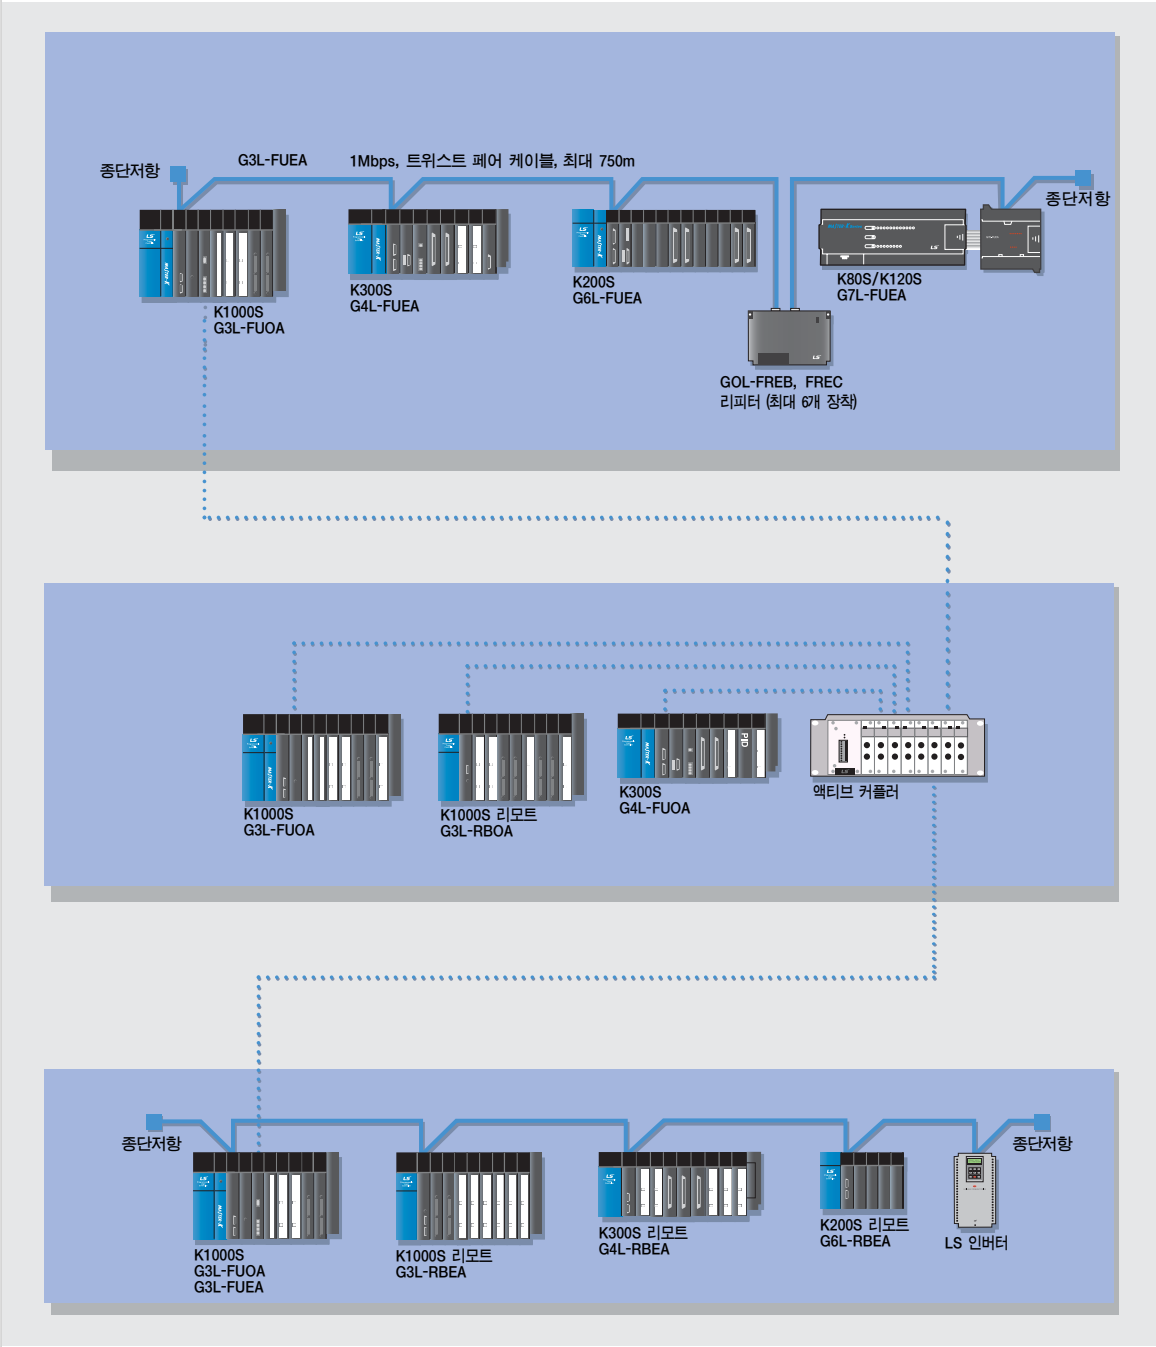 종단저항
G3L-FUEA
1Mbps, 트위스트 페어 케이블, 최대 750m
종단저항
K1000S
G3L-FUOA
K300S
G4L-FUEA
K200S
G6L-FUEA
K80S/K120S
G7L-FUEA
GOL-FREB, FREC
리피터 (최대 6개 장착)
K1000S
G3L-FUOA
K1000S 리모트
G3L-RBOA
PID
K300S
G4L-FUOA
액티브 커플러
종단저항
종단저항
K1000S
G3L-FUOA
G3L-FUEA
K1000S 리모트
G3L-RBEA
K300S 리모트
G4L-RBEA
K200S 리모트
G6L-RBEA
LS 인버터